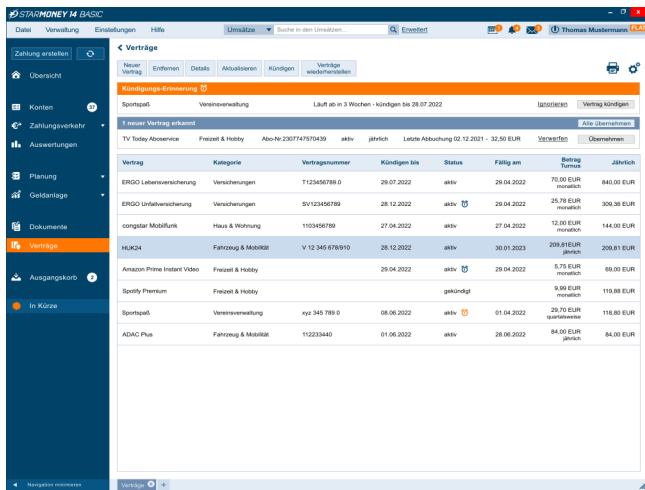 STARMONEY 14 BASIC
Datei Verwaltung Einstellungen Hilfe Umsätze Suche in den Umsätzen... Erweitert Thomas Mustermann FLAT
Zahlung erstellen
Übersicht
Konten 37
Zahlungsverkehr
Auswertungen
Planung
Geldanlage
Dokumente
Verträge
Ausgangskorb 2
In Kürze
Navigation minimieren
Verträge
Neuer Vertrag Entfernen Details Aktualisieren Kündigen Verträge wiederherstellen
Kündigungs-Erinnerung
Sportspaß Vereinsverwaltung Läuft ab in 3 Wochen - kündigen bis 28.07.2022 Ignorieren Vertrag kündigen
1 neuer Vertrag erkannt Alle übernehmen
TV Today Aboservice Freizeit & Hobby Abo-Nr.2307747570439 aktiv jährlich Letzte Abbuchung 02.12.2021 - 32,50 EUR Verwerfen Übernehmen
Vertrag Kategorie Vertragsnummer Kündigen bis Status Fällig am Betrag Turnus Jährlich
ERGO Lebensversicherung Versicherungen T123456789.0 29.07.2022 aktiv 29.04.2022 70,00 EUR monatlich 840,00 EUR
ERGO Unfallversicherung Versicherungen SV123456789 28.12.2022 aktiv 29.04.2022 25,78 EUR monatlich 309,36 EUR
congstar Mobilfunk Haus & Wohnung 1103456789 27.04.2022 aktiv 27.04.2022 12,00 EUR monatlich 144,00 EUR
HUK24 Fahrzeug & Mobilität V 12 345 678/910 28.12.2022 aktiv 30.01.2023 209,81EUR jährlich 209,81 EUR
Amazon Prime Instant Video Freizeit & Hobby 29.04.2022 aktiv 29.04.2022 5,75 EUR monatlich 69,00 EUR
Spotify Premium Freizeit & Hobby gekündigt 9,99 EUR monatlich 119,88 EUR
Sportspaß Vereinsverwaltung xyz 345 789 0 08.06.2022 aktiv 01.04.2022 29,70 EUR quartalsweise 118,80 EUR
ADAC Plus Fahrzeug & Mobilität 112233440 01.06.2022 aktiv 28.06.2022 84,00 EUR jährlich 84,00 EUR
Verträge